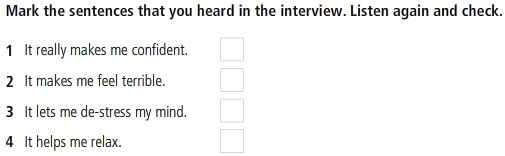 Mark the sentences that you heard in the interview. Listen again and check.
1 It really makes me confident.
2 It makes me feel terrible.
3 It lets me de-stress my mind.
4 It helps me relax.